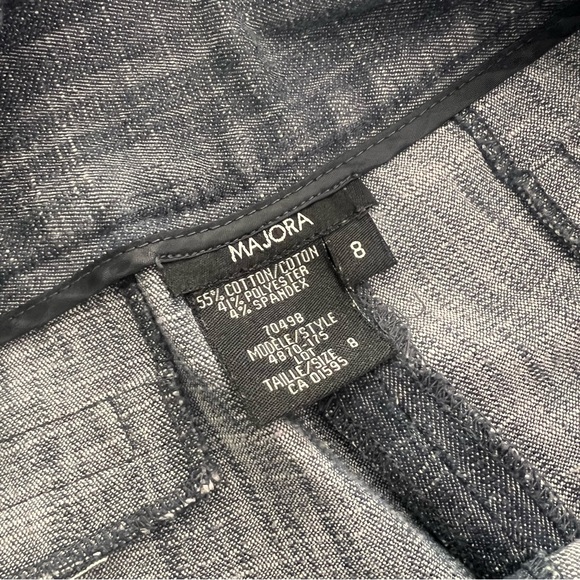 MAJORA
8
55% COTTON/COTON
41% POLYESTER
4% SPANDEX
70498
MODÈLE/STYLE
4870-175
LOT
TAILLE/SIZE 8
CA 01595